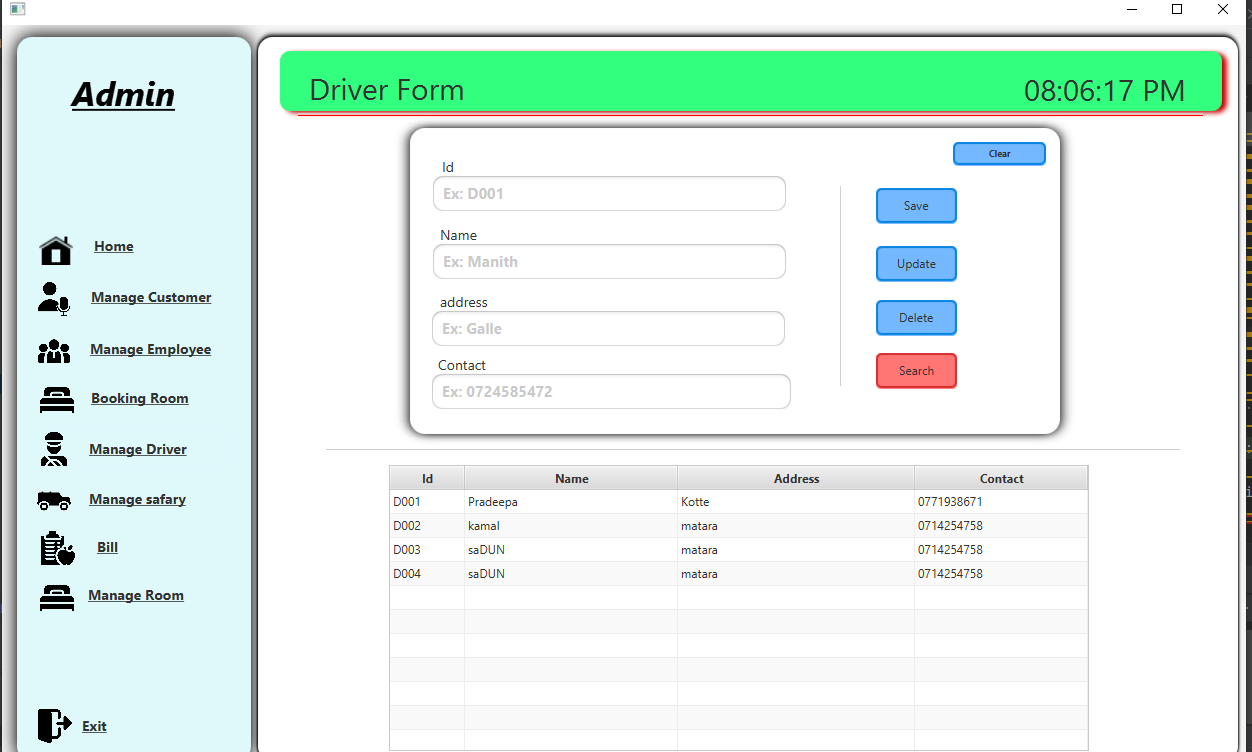 Admin
Home
Manage Customer
Manage Employee
Booking Room
Manage Driver
Manage safary
Bill
Manage Room
Exit
Driver Form 08:06:17 PM
Clear
Id
Ex: D001
Name
Ex: Manith
address
Ex: Galle
Contact
Ex: 0724585472
Save
Update
Delete
Search
Id Name Address Contact
D001 Pradeepa Kotte 0771938671
D002 kamal matara 0714254758
D003 saDUN matara 0714254758
D004 saDUN matara 0714254758